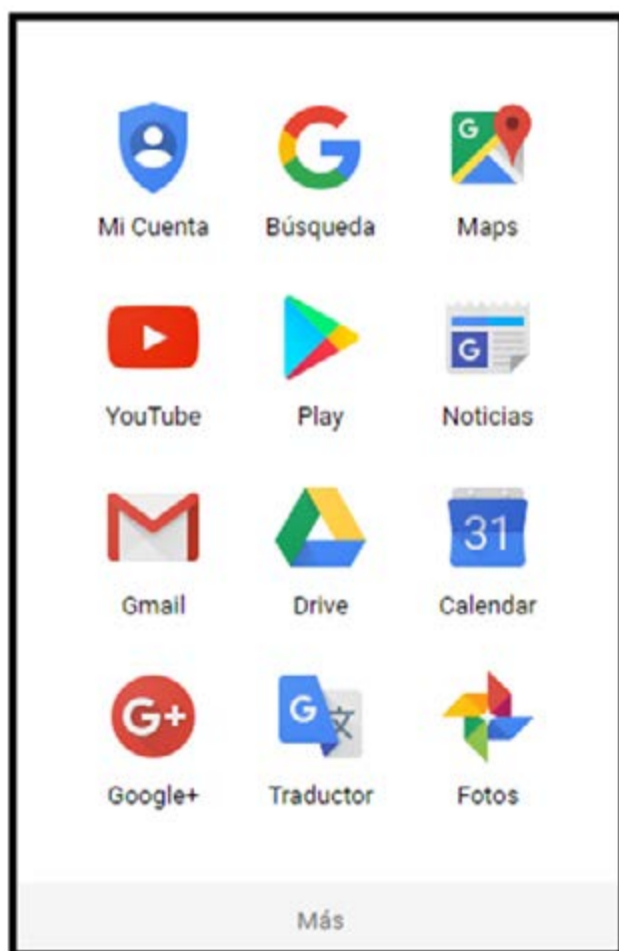 Mi Cuenta Búsqueda Maps
YouTube Play Noticias
31
Gmail Drive Calendar
G+
Google+ Traductor Fotos
Más